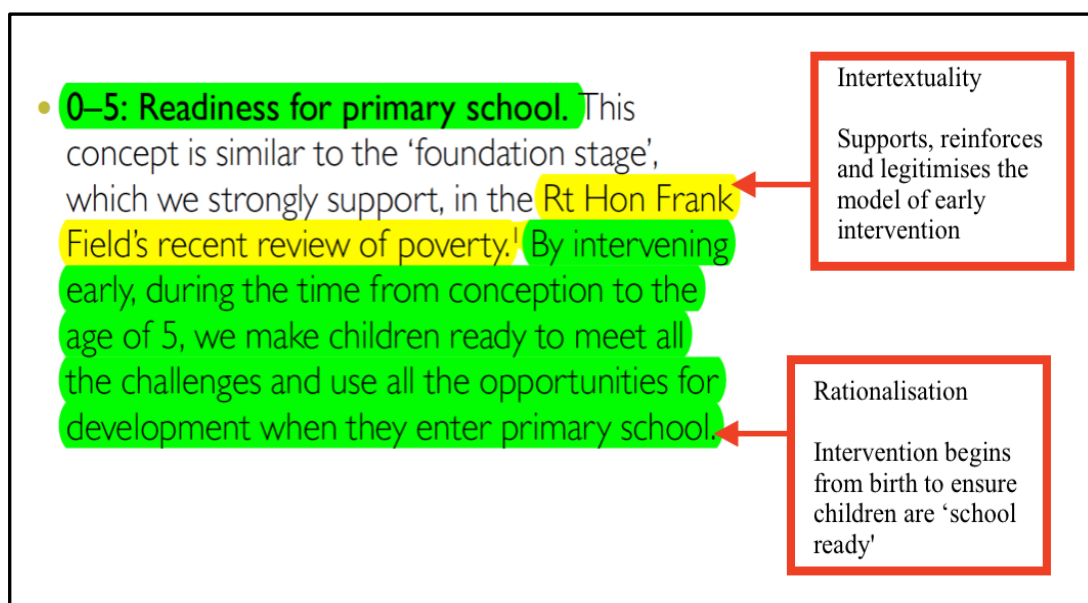 • 0–5: Readiness for primary school. This
concept is similar to the ‘foundation stage’,
which we strongly support, in the Rt Hon Frank
Field’s recent review of poverty.¹ By intervening
early, during the time from conception to the
age of 5, we make children ready to meet all
the challenges and use all the opportunities for
development when they enter primary school.
Intertextuality
Supports, reinforces
and legitimises the
model of early
intervention
Rationalisation
Intervention begins
from birth to ensure
children are ‘school
ready'